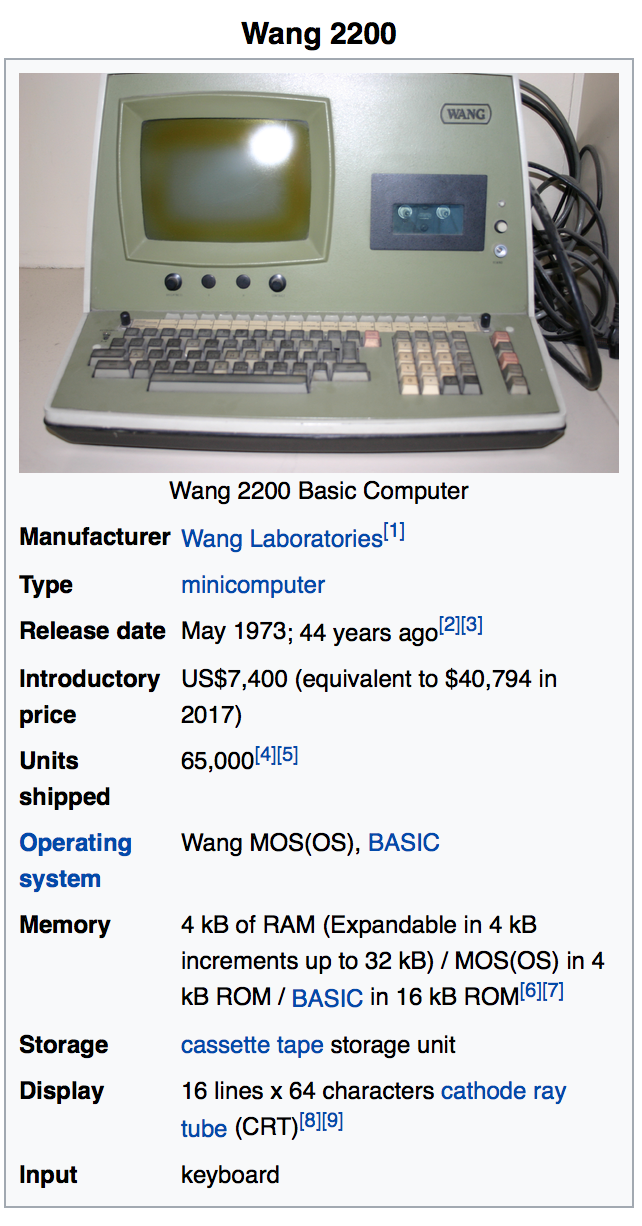 Wang 2200
WANG
Wang 2200 Basic Computer
Manufacturer Wang Laboratories[1]
Type minicomputer
Release date May 1973; 44 years ago[2][3]
Introductory price US$7,400 (equivalent to $40,794 in
2017)
Units shipped 65,000[4][5]
Operating system Wang MOS(OS), BASIC
Memory 4 kB of RAM (Expandable in 4 kB
increments up to 32 kB) / MOS(OS) in 4
kB ROM / BASIC in 16 kB ROM[6][7]
Storage cassette tape storage unit
Display 16 lines x 64 characters cathode ray
tube (CRT)[8][9]
Input keyboard